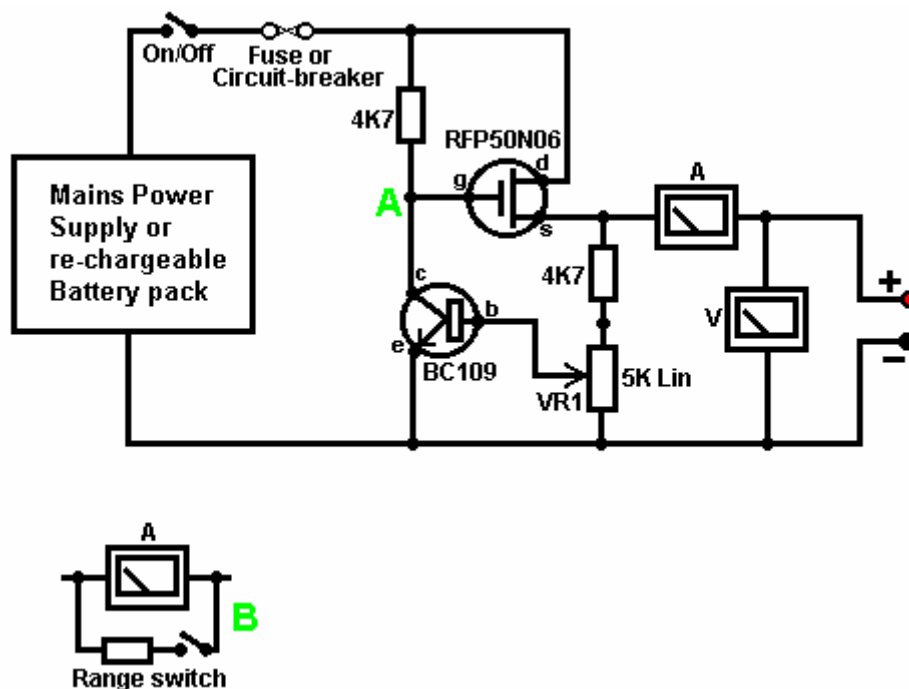 On/Off
Fuse or
Circuit-breaker
4K7
RFP50N06
d
g
s
A
A
Mains Power
Supply or
re-chargeable
Battery pack
c
b
e
BC109
4K7
VR1
5K Lin
V
+
−
A
B
Range switch